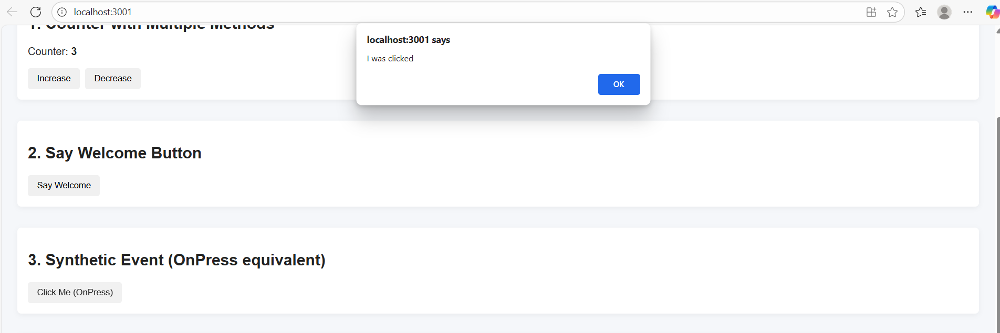 localhost:3001
1. Counter with Multiple Methods
localhost:3001 says
I was clicked
OK
Counter: 3
Increase
Decrease
2. Say Welcome Button
Say Welcome
3. Synthetic Event (OnPress equivalent)
Click Me (OnPress)